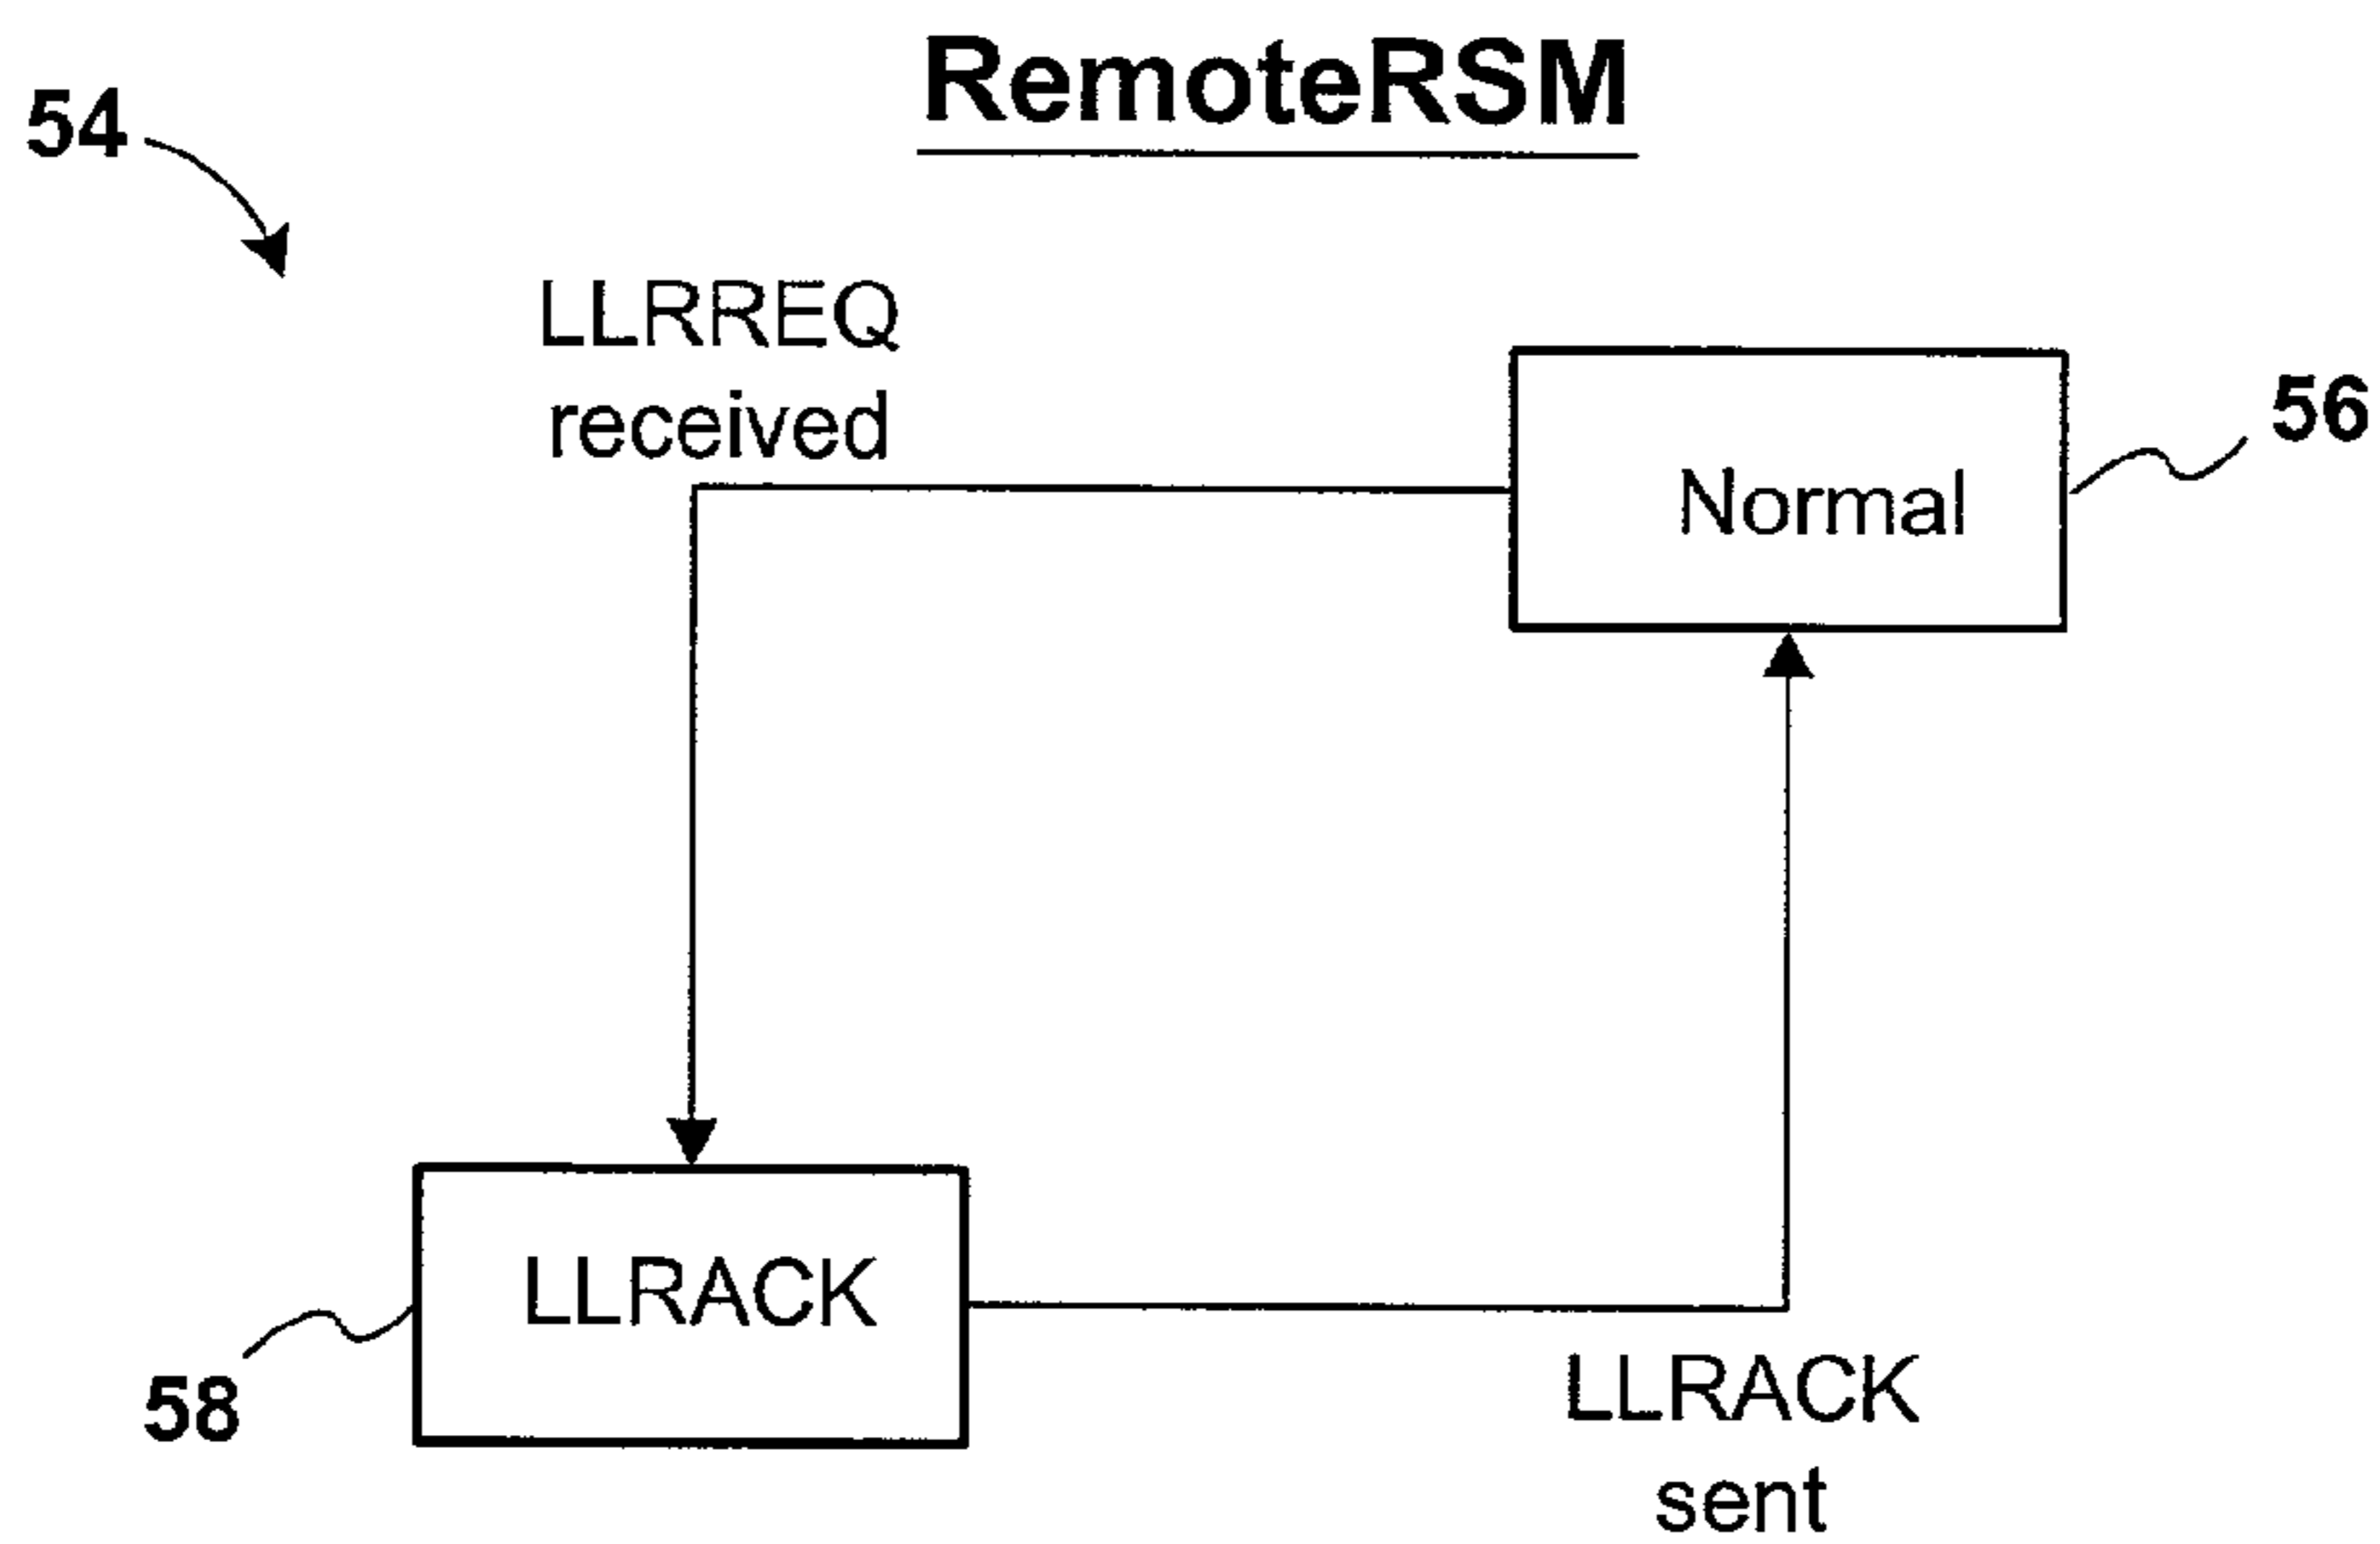 RemoteRSM
54
LLRREQ
received
56
Normal
LLRACK
58
LLRACK
sent